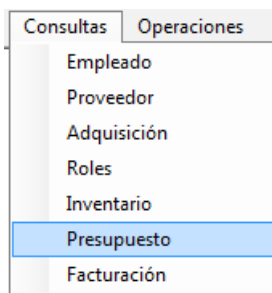 Consultas Operaciones
Empleado
Proveedor
Adquisición
Roles
Inventario
Presupuesto
Facturación